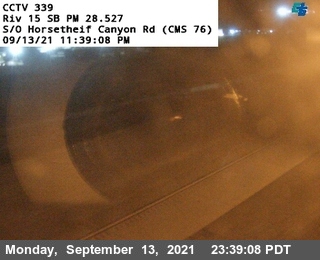 CCTV 339
Riv 15 SB PM 28.527
S/O Horsetheif Canyon Rd (CMS 76)
09/13/21 11:39:08 PM
Monday, September 13, 2021 23:39:08 PDT